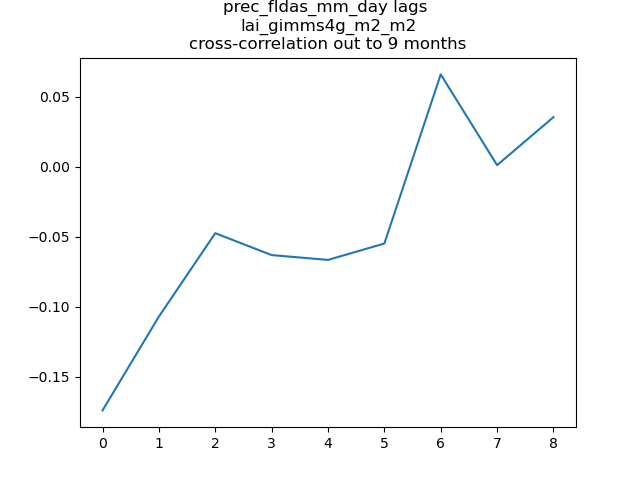 prec_fldas_mm_day lags
lai_gimms4g_m2_m2
cross-correlation out to 9 months
0.05
0.00
−0.05
−0.10
−0.15
0 1 2 3 4 5 6 7 8